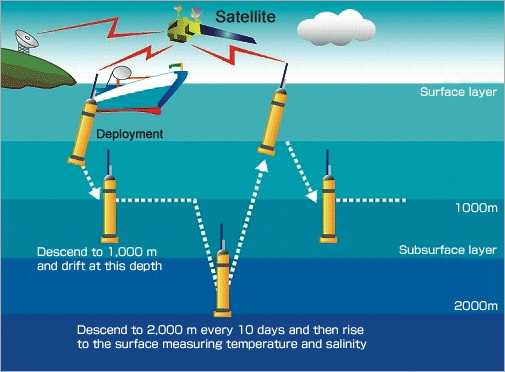 Satellite
Surface layer
Deployment
1000m
Descend to 1,000 m
and drift at this depth
Subsurface layer
2000m
Descend to 2,000 m every 10 days and then rise
to the surface measuring temperature and salinity